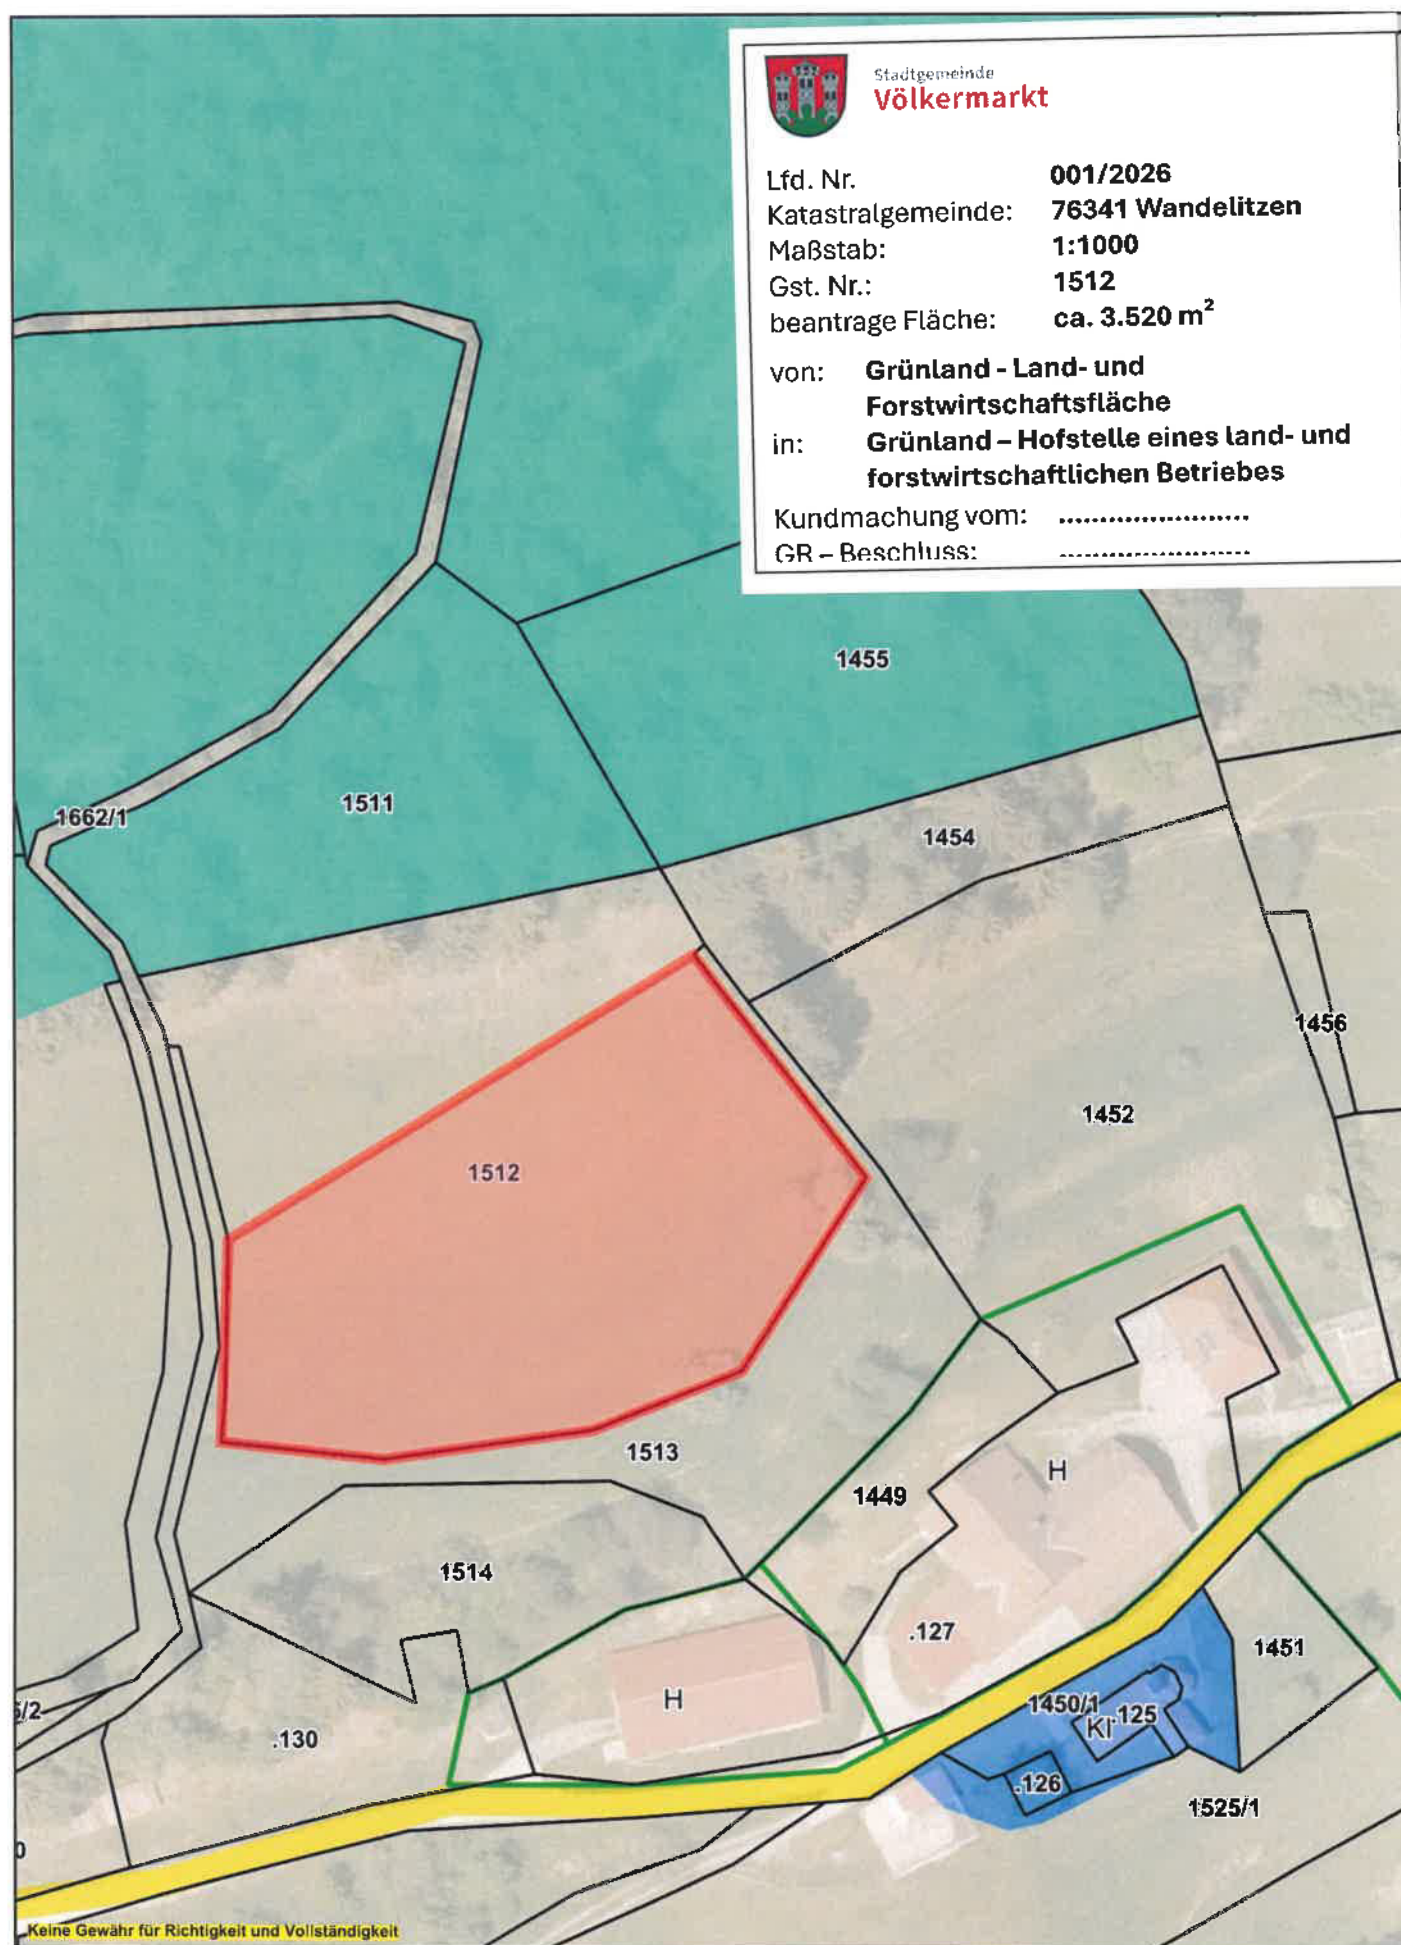 Stadtgemeinde
Völkermarkt
Lfd. Nr. 001/2026
Katastralgemeinde: 76341 Wandelitzen
Maßstab: 1:1000
Gst. Nr.: 1512
beantrage Fläche: ca. 3.520 m²
von: Grünland - Land- und
Forstwirtschaftsfläche
in: Grünland – Hofstelle eines land- und
forstwirtschaftlichen Betriebes
Kundmachung vom: .......................
GR – Beschluss: .......................
1455
1511
1662/1
1454
1456
1452
1512
1513
H
1449
1514
.127
1451
H
1450/1
.125
KI
/2
.130
.126
1525/1
0
Keine Gewähr für Richtigkeit und Vollständigkeit